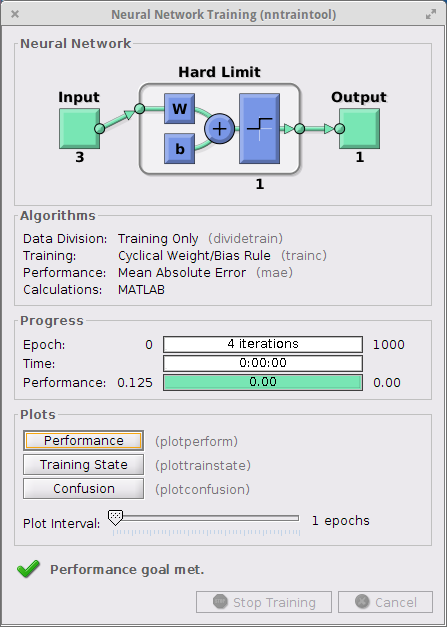 Neural Network Training (nntraintool)
Neural Network
Hard Limit
Input
W
b
+
Output
3
1
1
Algorithms
Data Division: Training Only (dividetrain)
Training: Cyclical Weight/Bias Rule (trainc)
Performance: Mean Absolute Error (mae)
Calculations: MATLAB
Progress
Epoch: 0 4 iterations 1000
Time: 0:00:00
Performance: 0.125 0.00 0.00
Plots
Performance (plotperform)
Training State (plottrainstate)
Confusion (plotconfusion)
Plot Interval: 1 epochs
Performance goal met.
Stop Training Cancel